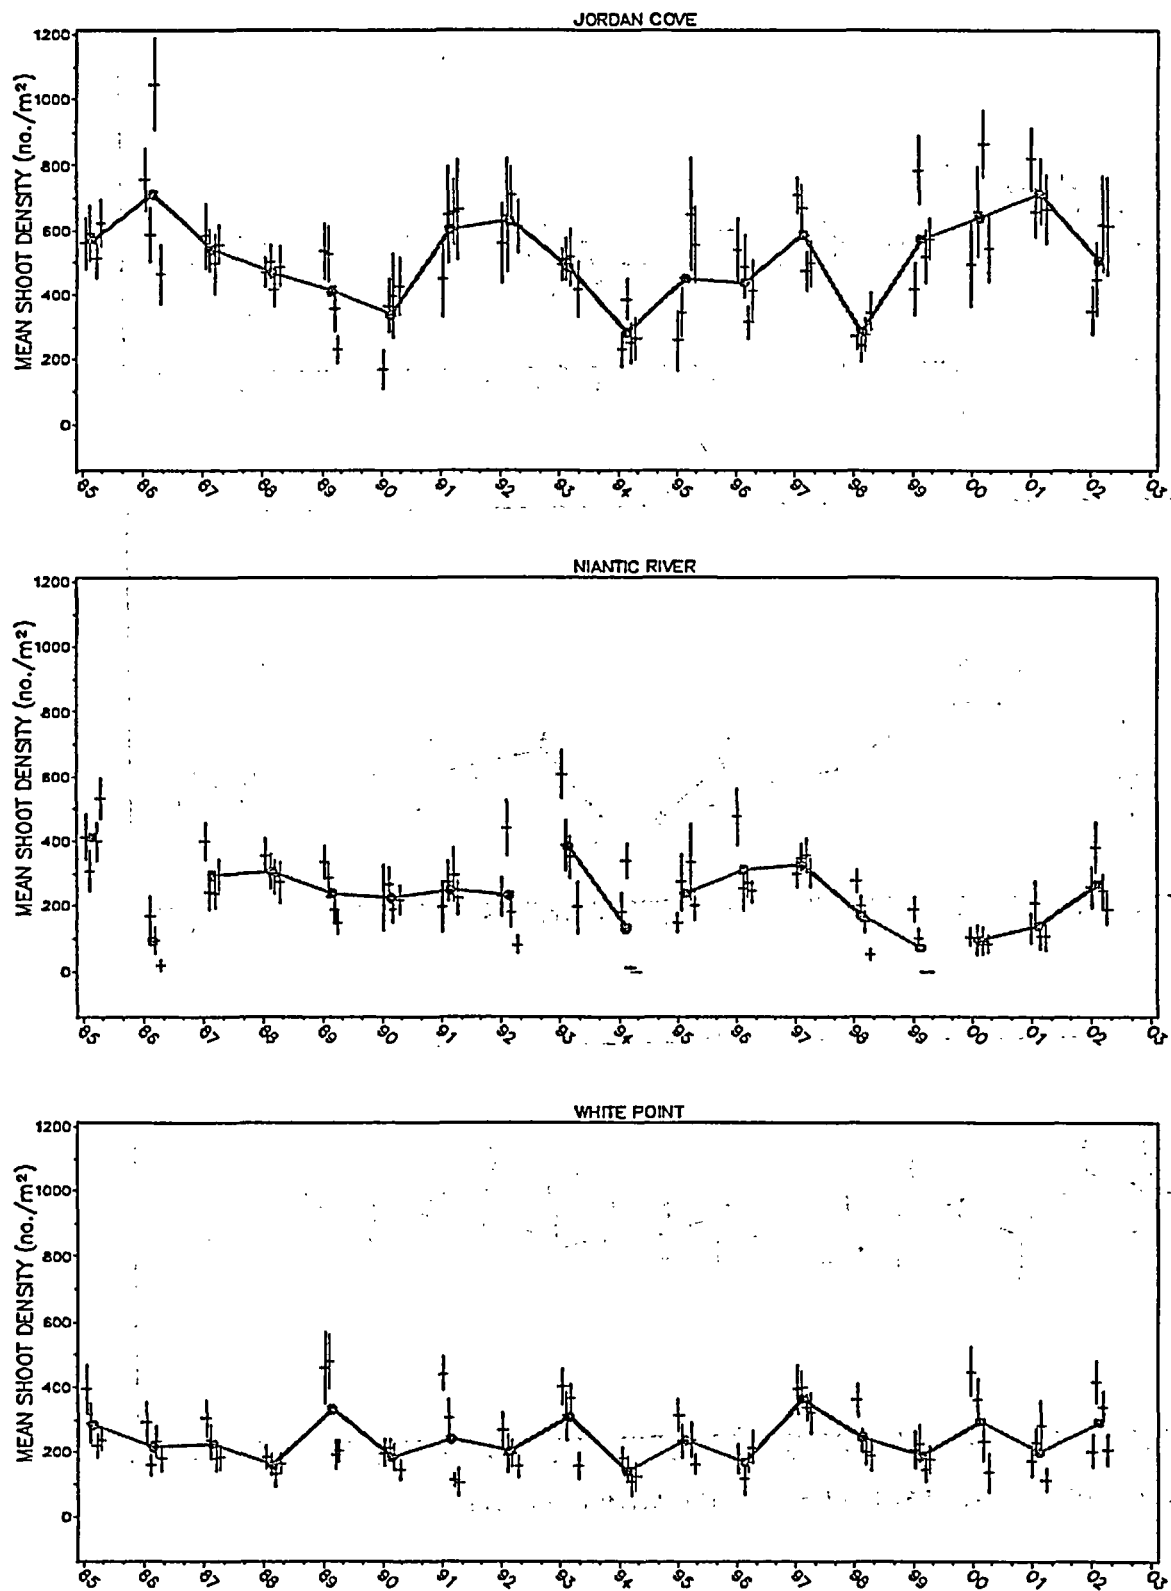 JORDAN COVE
MEAN SHOOT DENSITY (no./m²)
1200
1000
800
600
400
200
0
85 86 87 88 89 90 91 92 93 94 95 96 97 98 99 00 01 02 03
NIANTIC RIVER
MEAN SHOOT DENSITY (no./m²)
1200
1000
800
600
400
200
0
85 86 87 88 89 90 91 92 93 94 95 96 97 98 99 00 01 02 03
WHITE POINT
MEAN SHOOT DENSITY (no./m²)
1200
1000
800
600
400
200
0
85 86 87 88 89 90 91 92 93 94 95 96 97 98 99 00 01 02 03